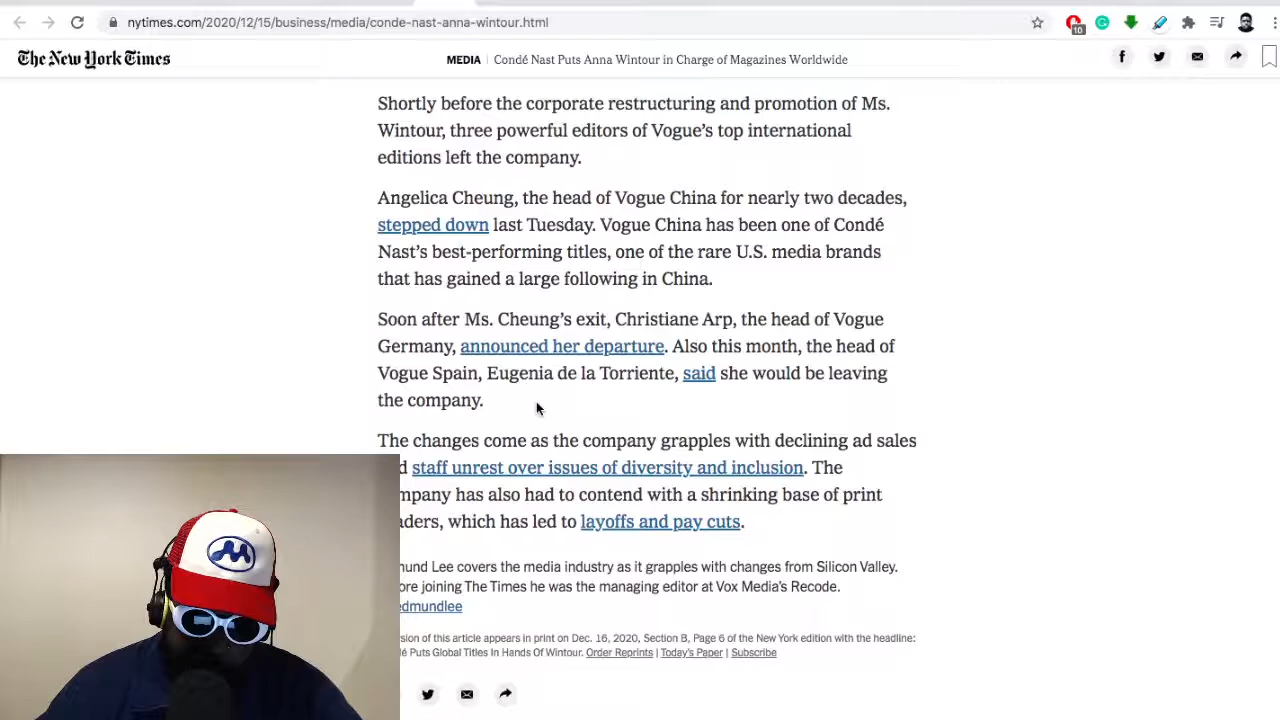 nytimes.com/2020/12/15/business/media/conde-nast-anna-wintour.html
10
The New York Times
MEDIA Condé Nast Puts Anna Wintour in Charge of Magazines Worldwide
Shortly before the corporate restructuring and promotion of Ms.
Wintour, three powerful editors of Vogue's top international
editions left the company.
Angelica Cheung, the head of Vogue China for nearly two decades,
stepped down last Tuesday. Vogue China has been one of Condé
Nast's best-performing titles, one of the rare U.S. media brands
that has gained a large following in China.
Soon after Ms. Cheung's exit, Christiane Arp, the head of Vogue
Germany, announced her departure. Also this month, the head of
Vogue Spain, Eugenia de la Torriente, said she would be leaving
the company.
The changes come as the company grapples with declining ad sales
staff unrest over issues of diversity and inclusion. The
mpany has also had to contend with a shrinking base of print
aders, which has led to layoffs and pay cuts.
mund Lee covers the media industry as it grapples with changes from Silicon Valley.
ore joining The Times he was the managing editor at Vox Media's Recode.
edmundlee
rsion of this article appears in print on Dec. 16, 2020, Section B, Page 6 of the New York edition with the headline:
é Puts Global Titles In Hands Of Wintour. Order Reprints | Today's Paper | Subscribe
M